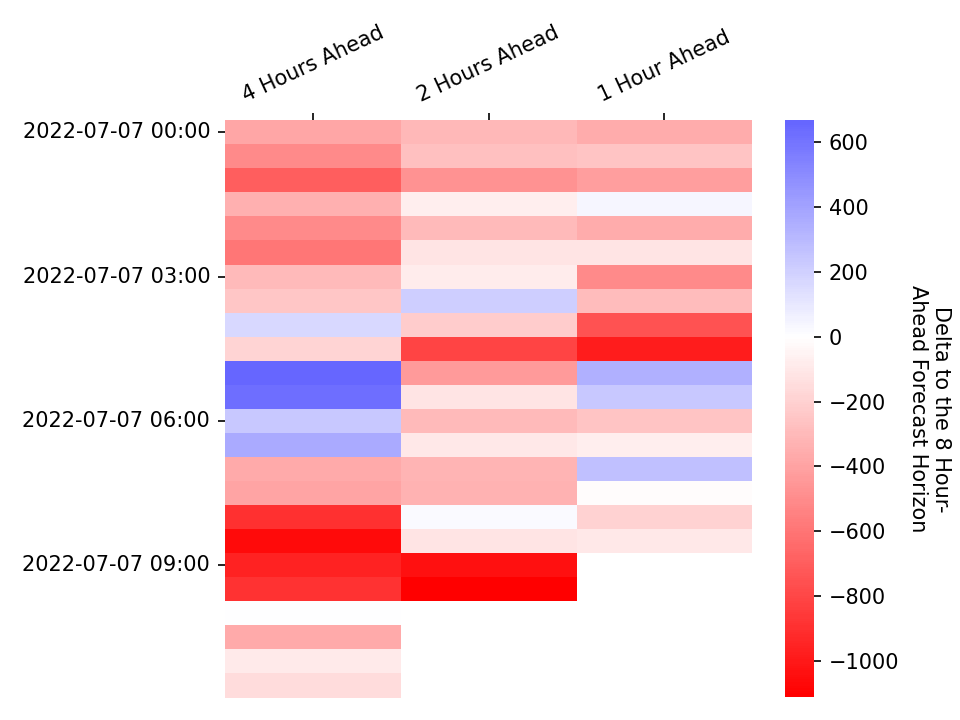 4 Hours Ahead
2 Hours Ahead
1 Hour Ahead
2022-07-07 00:00
2022-07-07 03:00
2022-07-07 06:00
2022-07-07 09:00
600
400
200
0
−200
−400
−600
−800
−1000
Delta to the 8 Hour-
Ahead Forecast Horizon